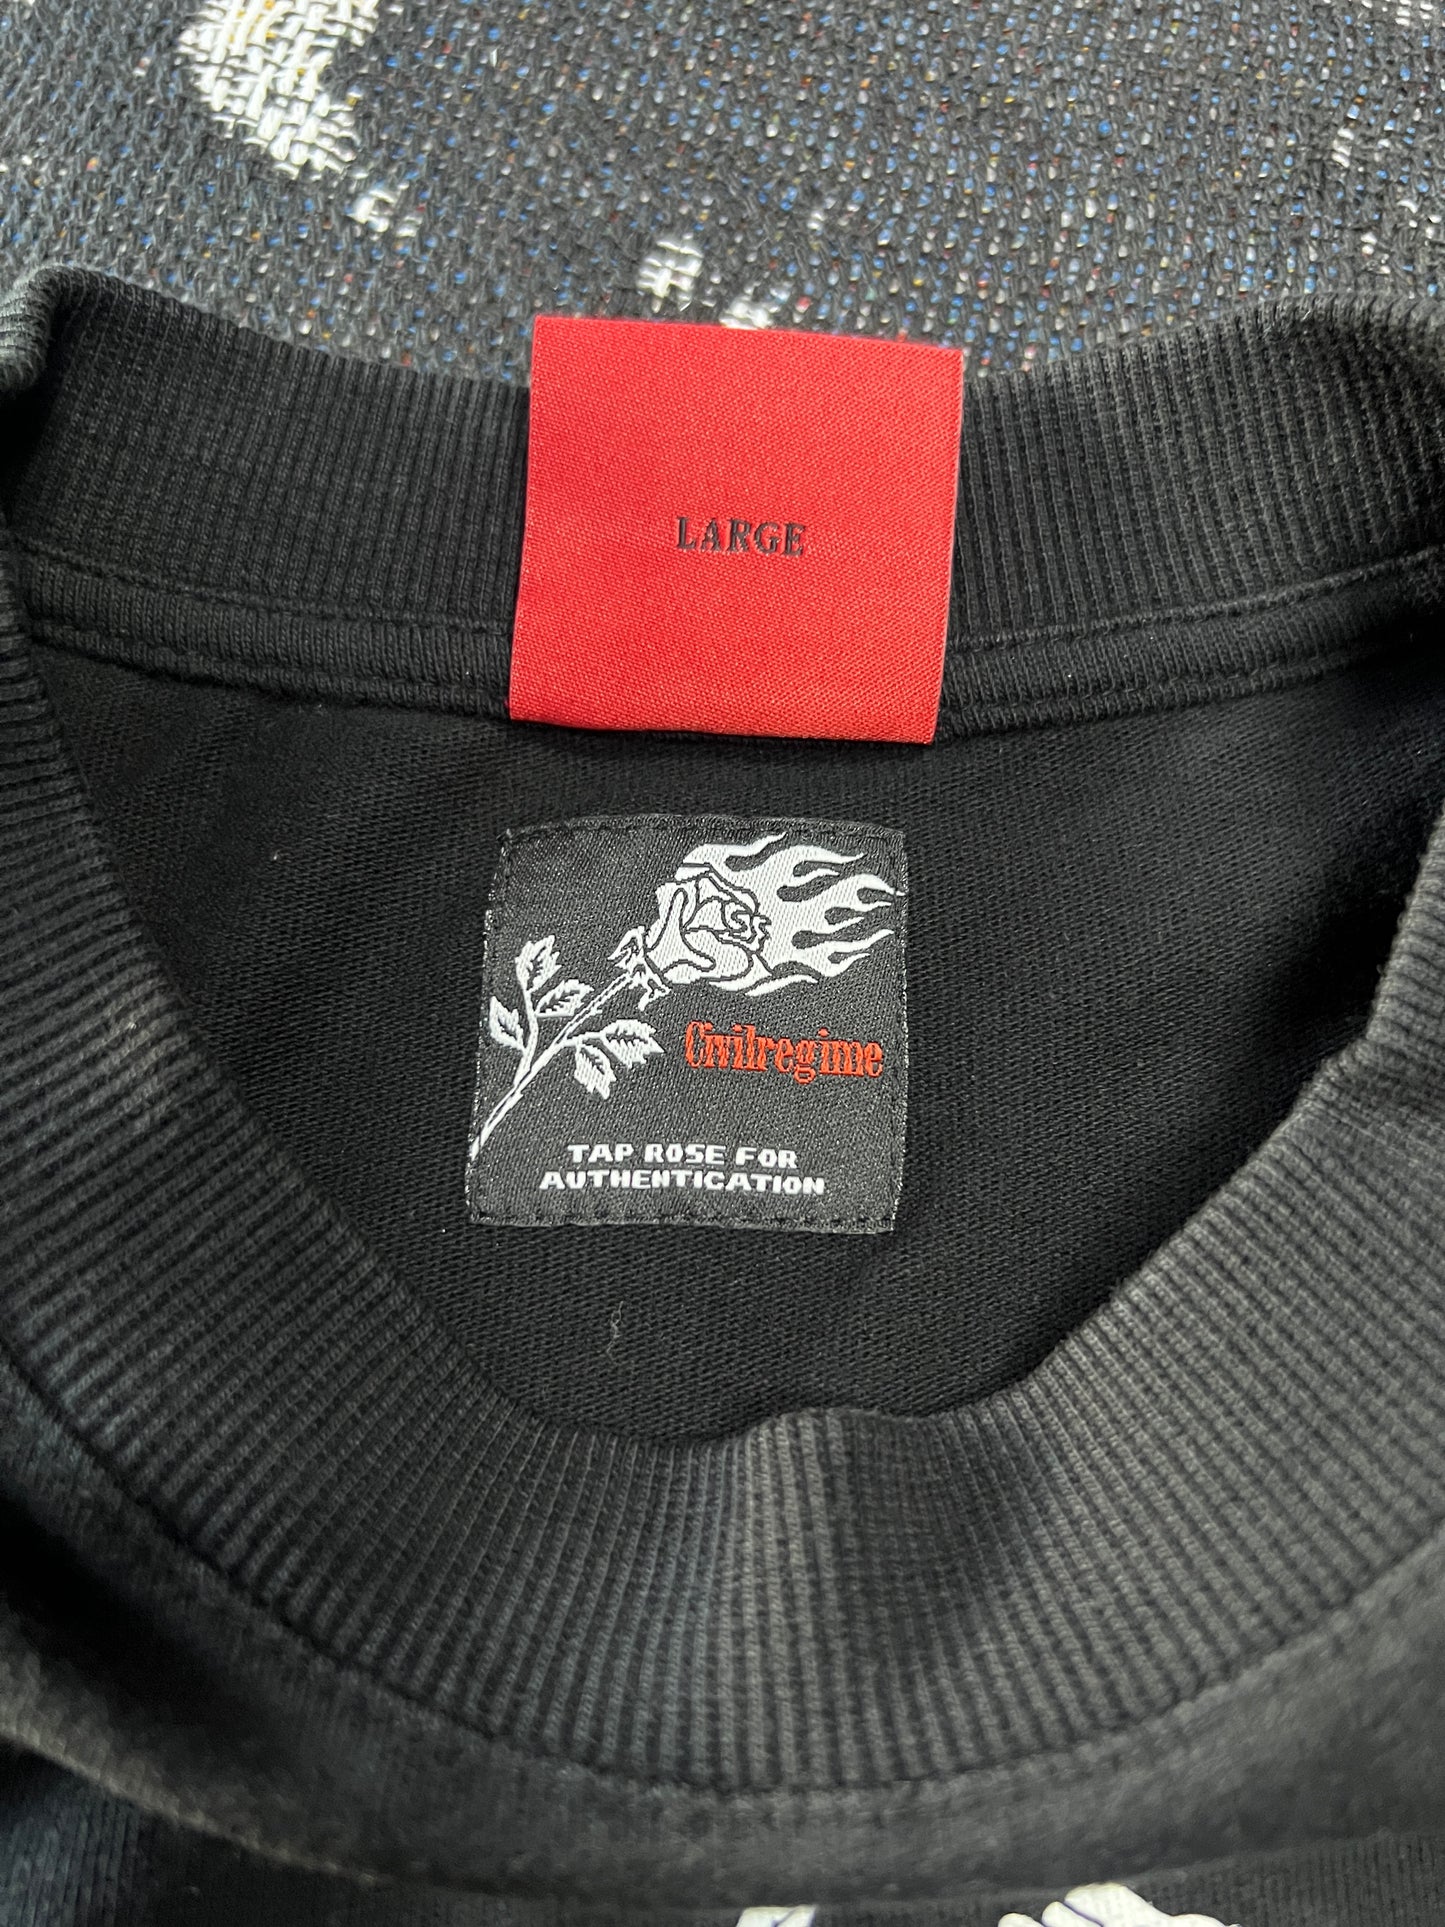 LARGE
Civilregime
TAP ROSE FOR
AUTHENTICATION